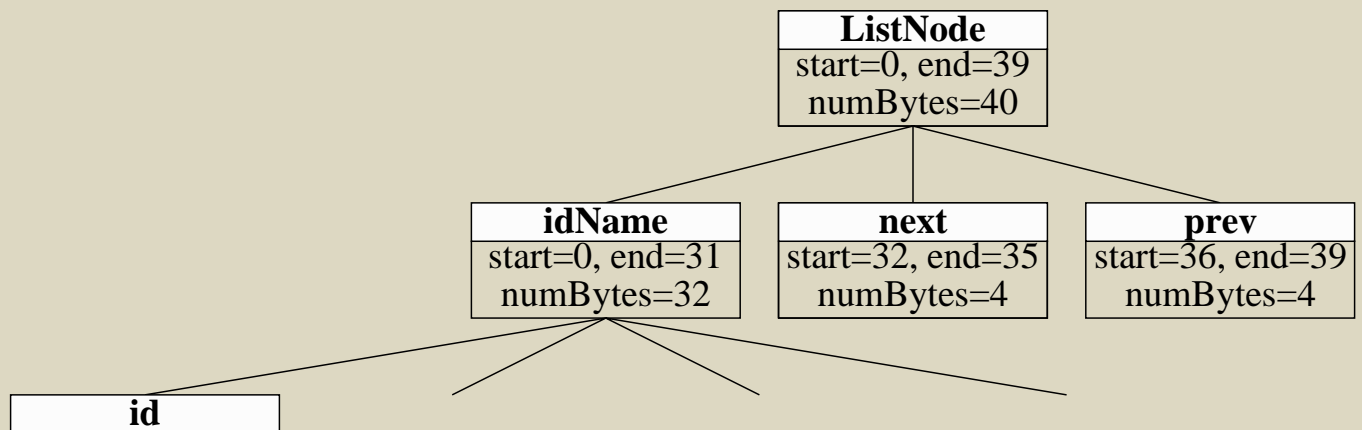 ListNode
start=0, end=39
numBytes=40
idName
start=0, end=31
numBytes=32
next
start=32, end=35
numBytes=4
prev
start=36, end=39
numBytes=4
id